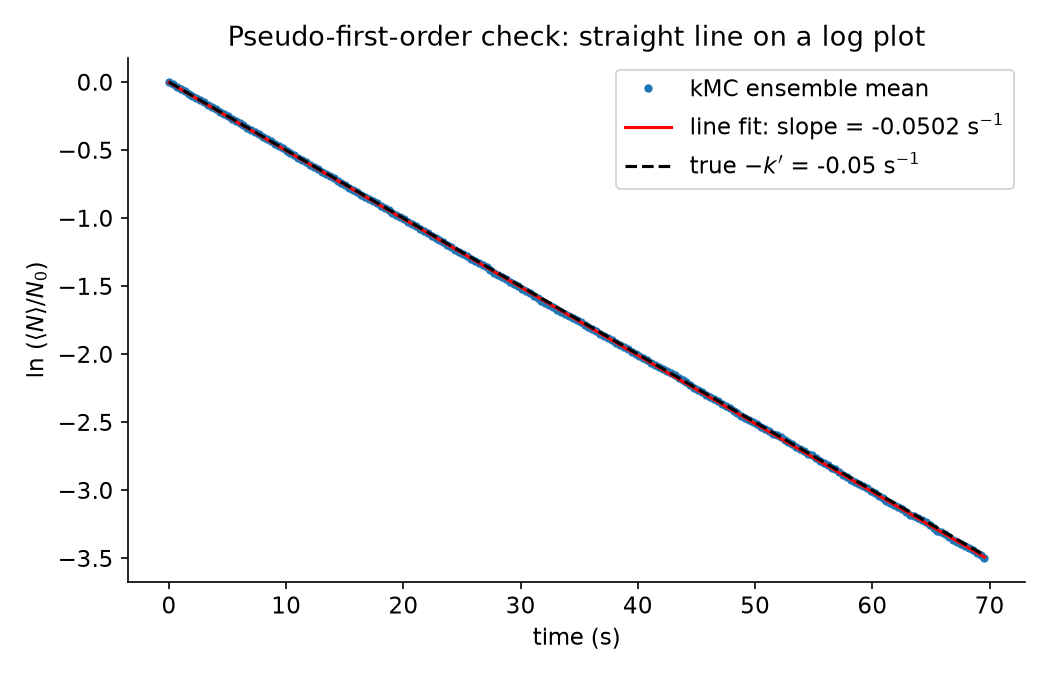 Pseudo-first-order check: straight line on a log plot
kMC ensemble mean
line fit: slope = -0.0502 s⁻¹
true −k′ = -0.05 s⁻¹
ln (⟨N⟩/N₀)
0.0
−0.5
−1.0
−1.5
−2.0
−2.5
−3.0
−3.5
0 10 20 30 40 50 60 70
time (s)